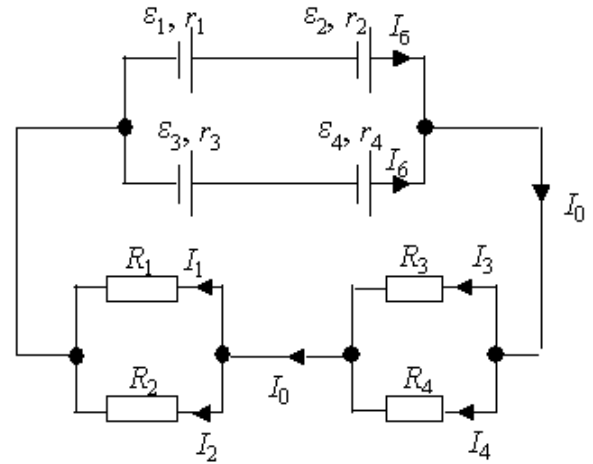 ε₁, r₁ ε₂, r₂ I₆
ε₃, r₃ ε₄, r₄ I₆
I₀
R₁ I₁ R₃ I₃
R₂ I₀ R₄
I₂ I₄